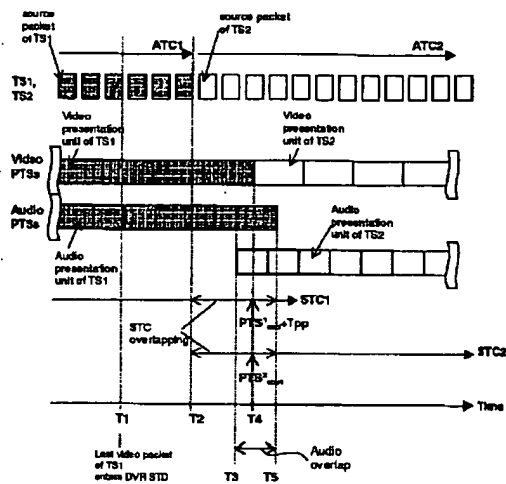 source
packet
of TS1
ATC1
source packet
of TS2
ATC2
TS1,
TS2
Video
presentation
unit of TS1
Video
presentation
unit of TS2
Video
PTSs
Audio
PTSs
Audio
presentation
unit of TS1
Audio
presentation
unit of TS2
STC1
STC
overlapping
+Tpp
STC2
Time
T1
T2
T4
Last video packet
of TS1
enters DVR STD
T3
T5
Audio
overlap